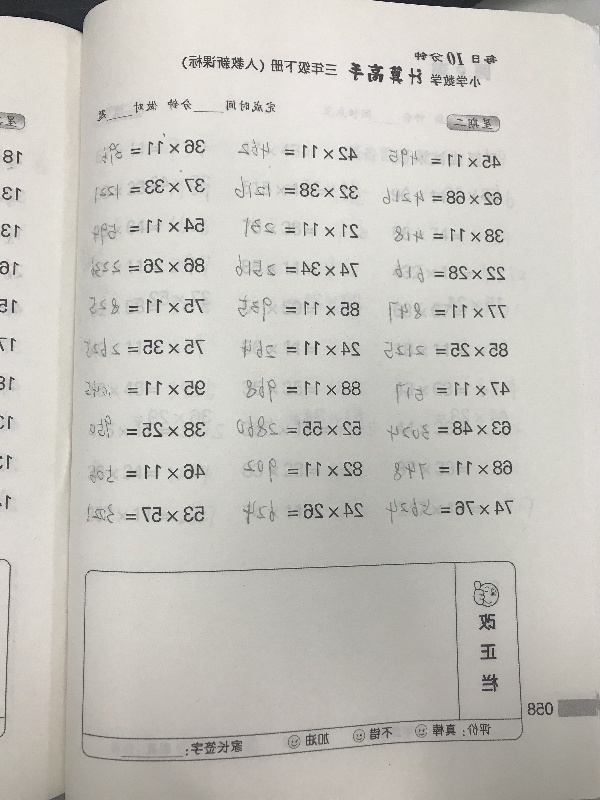 每日10分钟
小学数学 计算高手 三年级下册（人教新课标）
星期二 完成时间____分钟 做对____题
45×11=495 42×11=462 36×11=396
62×68=4216 32×38=1216 37×33=1221
38×11=418 21×11=231 54×11=594
22×28=616 74×34=2516 86×26=
77×11=847 85×11=935 75×11=825
85×25=2125 24×11=264 75×35=2625
47×11=517 88×11=968 95×11=1045
63×48=3024 52×55=2860 38×25=950
68×11=748 82×11=902 46×11=506
74×76=5624 24×26=624 53×57=3021
改正栏
评价：真棒 不错 加油 家长签字：________
058